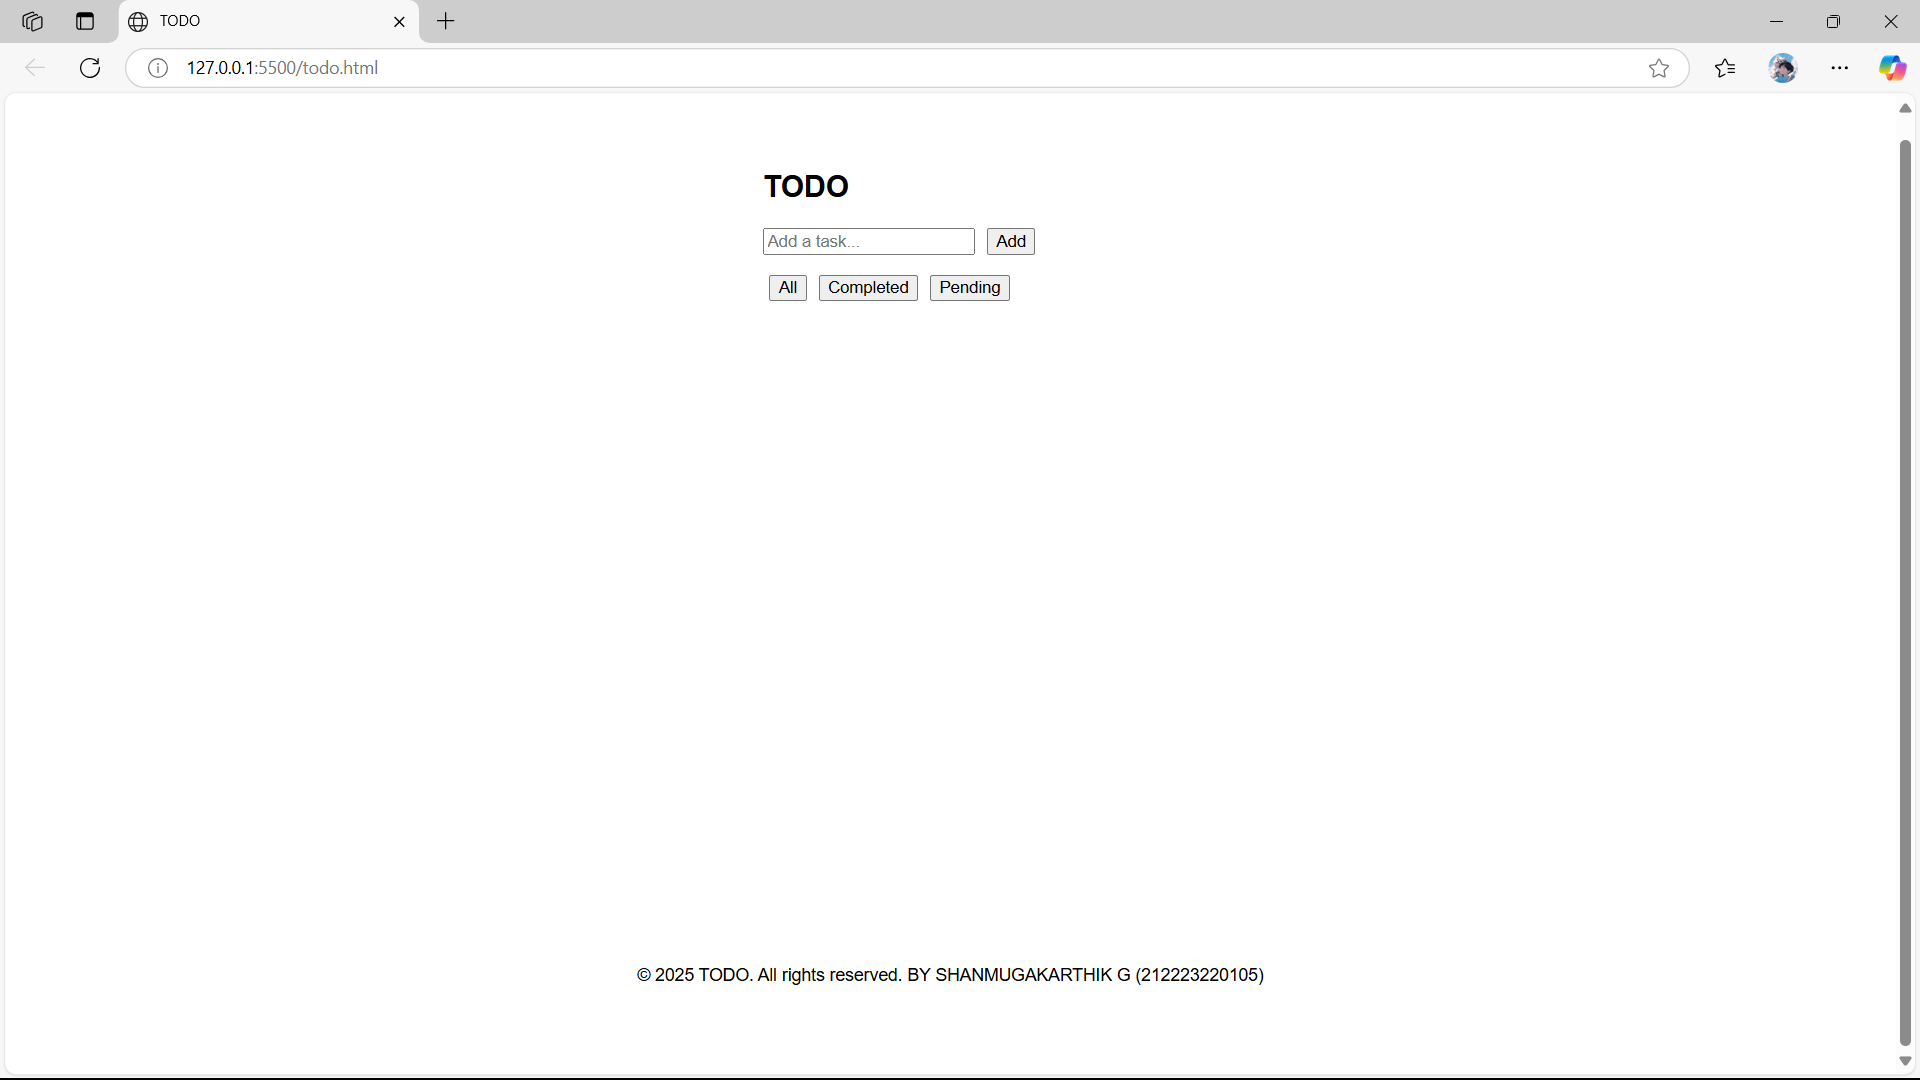 TODO
127.0.0.1:5500/todo.html
TODO
Add a task... Add
All Completed Pending
© 2025 TODO. All rights reserved. BY SHANMUGAKARTHIK G (212223220105)